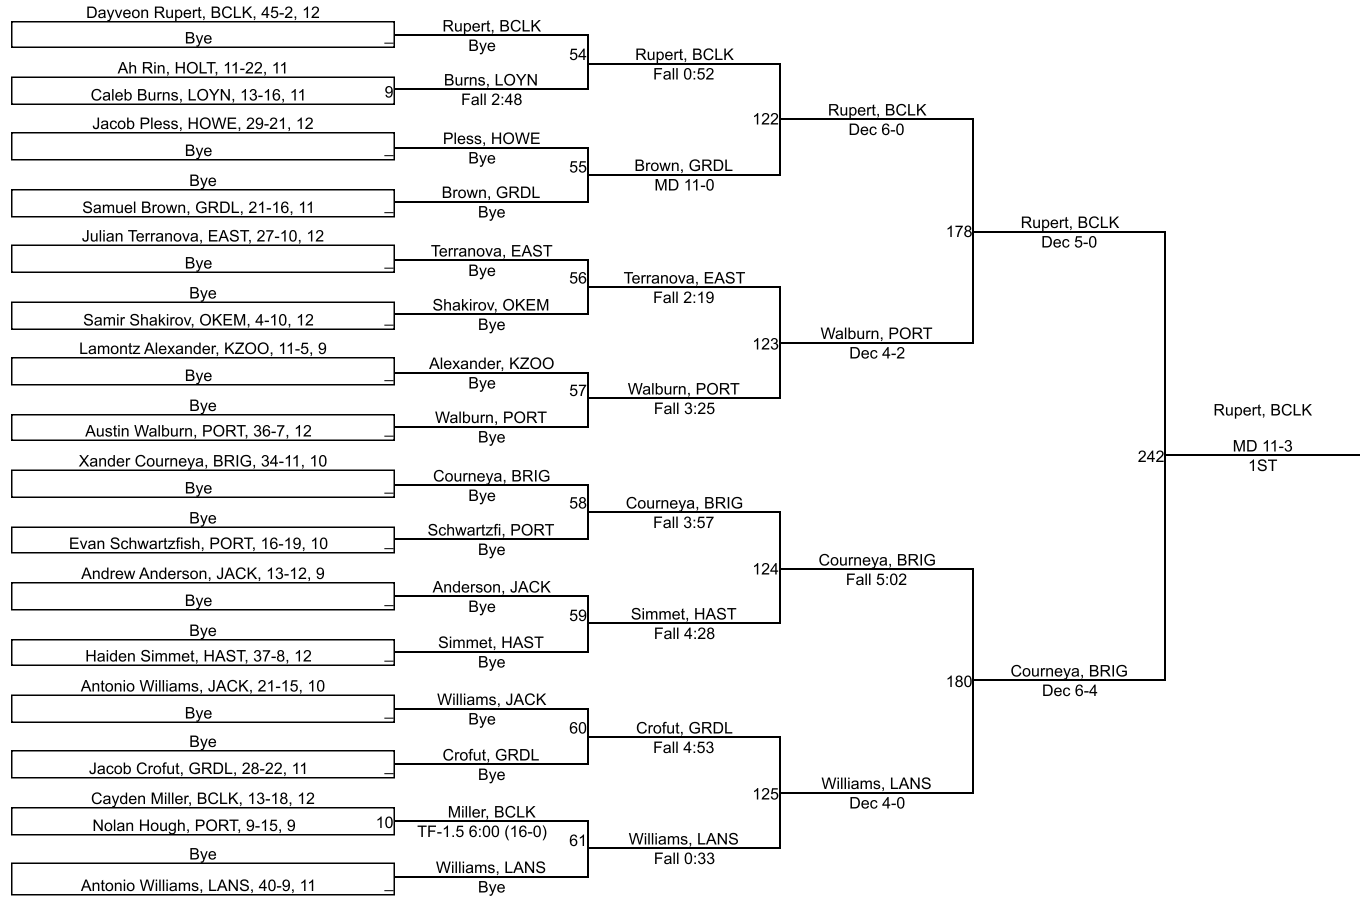 Dayveon Rupert, BCLK, 45-2, 12
Bye
Ah Rin, HOLT, 11-22, 11
Caleb Burns, LOYN, 13-16, 11
9
Jacob Pless, HOWE, 29-21, 12
Bye
Bye
Samuel Brown, GRDL, 21-16, 11
Julian Terranova, EAST, 27-10, 12
Bye
Bye
Samir Shakirov, OKEM, 4-10, 12
Lamontz Alexander, KZOO, 11-5, 9
Bye
Bye
Austin Walburn, PORT, 36-7, 12
Xander Courneya, BRIG, 34-11, 10
Bye
Bye
Evan Schwartzfish, PORT, 16-19, 10
Andrew Anderson, JACK, 13-12, 9
Bye
Bye
Haiden Simmet, HAST, 37-8, 12
Antonio Williams, JACK, 21-15, 10
Bye
Bye
Jacob Crofut, GRDL, 28-22, 11
Cayden Miller, BCLK, 13-18, 12
Nolan Hough, PORT, 9-15, 9
10
Bye
Antonio Williams, LANS, 40-9, 11
Rupert, BCLK
Bye
54
Burns, LOYN
Fall 2:48
Pless, HOWE
Bye
55
Brown, GRDL
Bye
Terranova, EAST
Bye
56
Shakirov, OKEM
Bye
Alexander, KZOO
Bye
57
Walburn, PORT
Bye
Courneya, BRIG
Bye
58
Schwartzfi, PORT
Bye
Anderson, JACK
Bye
59
Simmet, HAST
Bye
Williams, JACK
Bye
60
Crofut, GRDL
Bye
Miller, BCLK
TF-1.5 6:00 (16-0)
61
Williams, LANS
Bye
Rupert, BCLK
Fall 0:52
122
Brown, GRDL
MD 11-0
Terranova, EAST
Fall 2:19
123
Walburn, PORT
Fall 3:25
Courneya, BRIG
Fall 3:57
124
Simmet, HAST
Fall 4:28
Crofut, GRDL
Fall 4:53
125
Williams, LANS
Fall 0:33
Rupert, BCLK
Dec 6-0
178
Walburn, PORT
Dec 4-2
Courneya, BRIG
Fall 5:02
180
Williams, LANS
Dec 4-0
Rupert, BCLK
Dec 5-0
242
Courneya, BRIG
Dec 6-4
Rupert, BCLK
MD 11-3
1ST